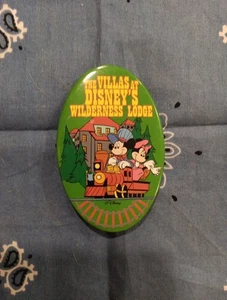 THE VILLAS AT
DISNEY'S
WILDERNESS LODGE